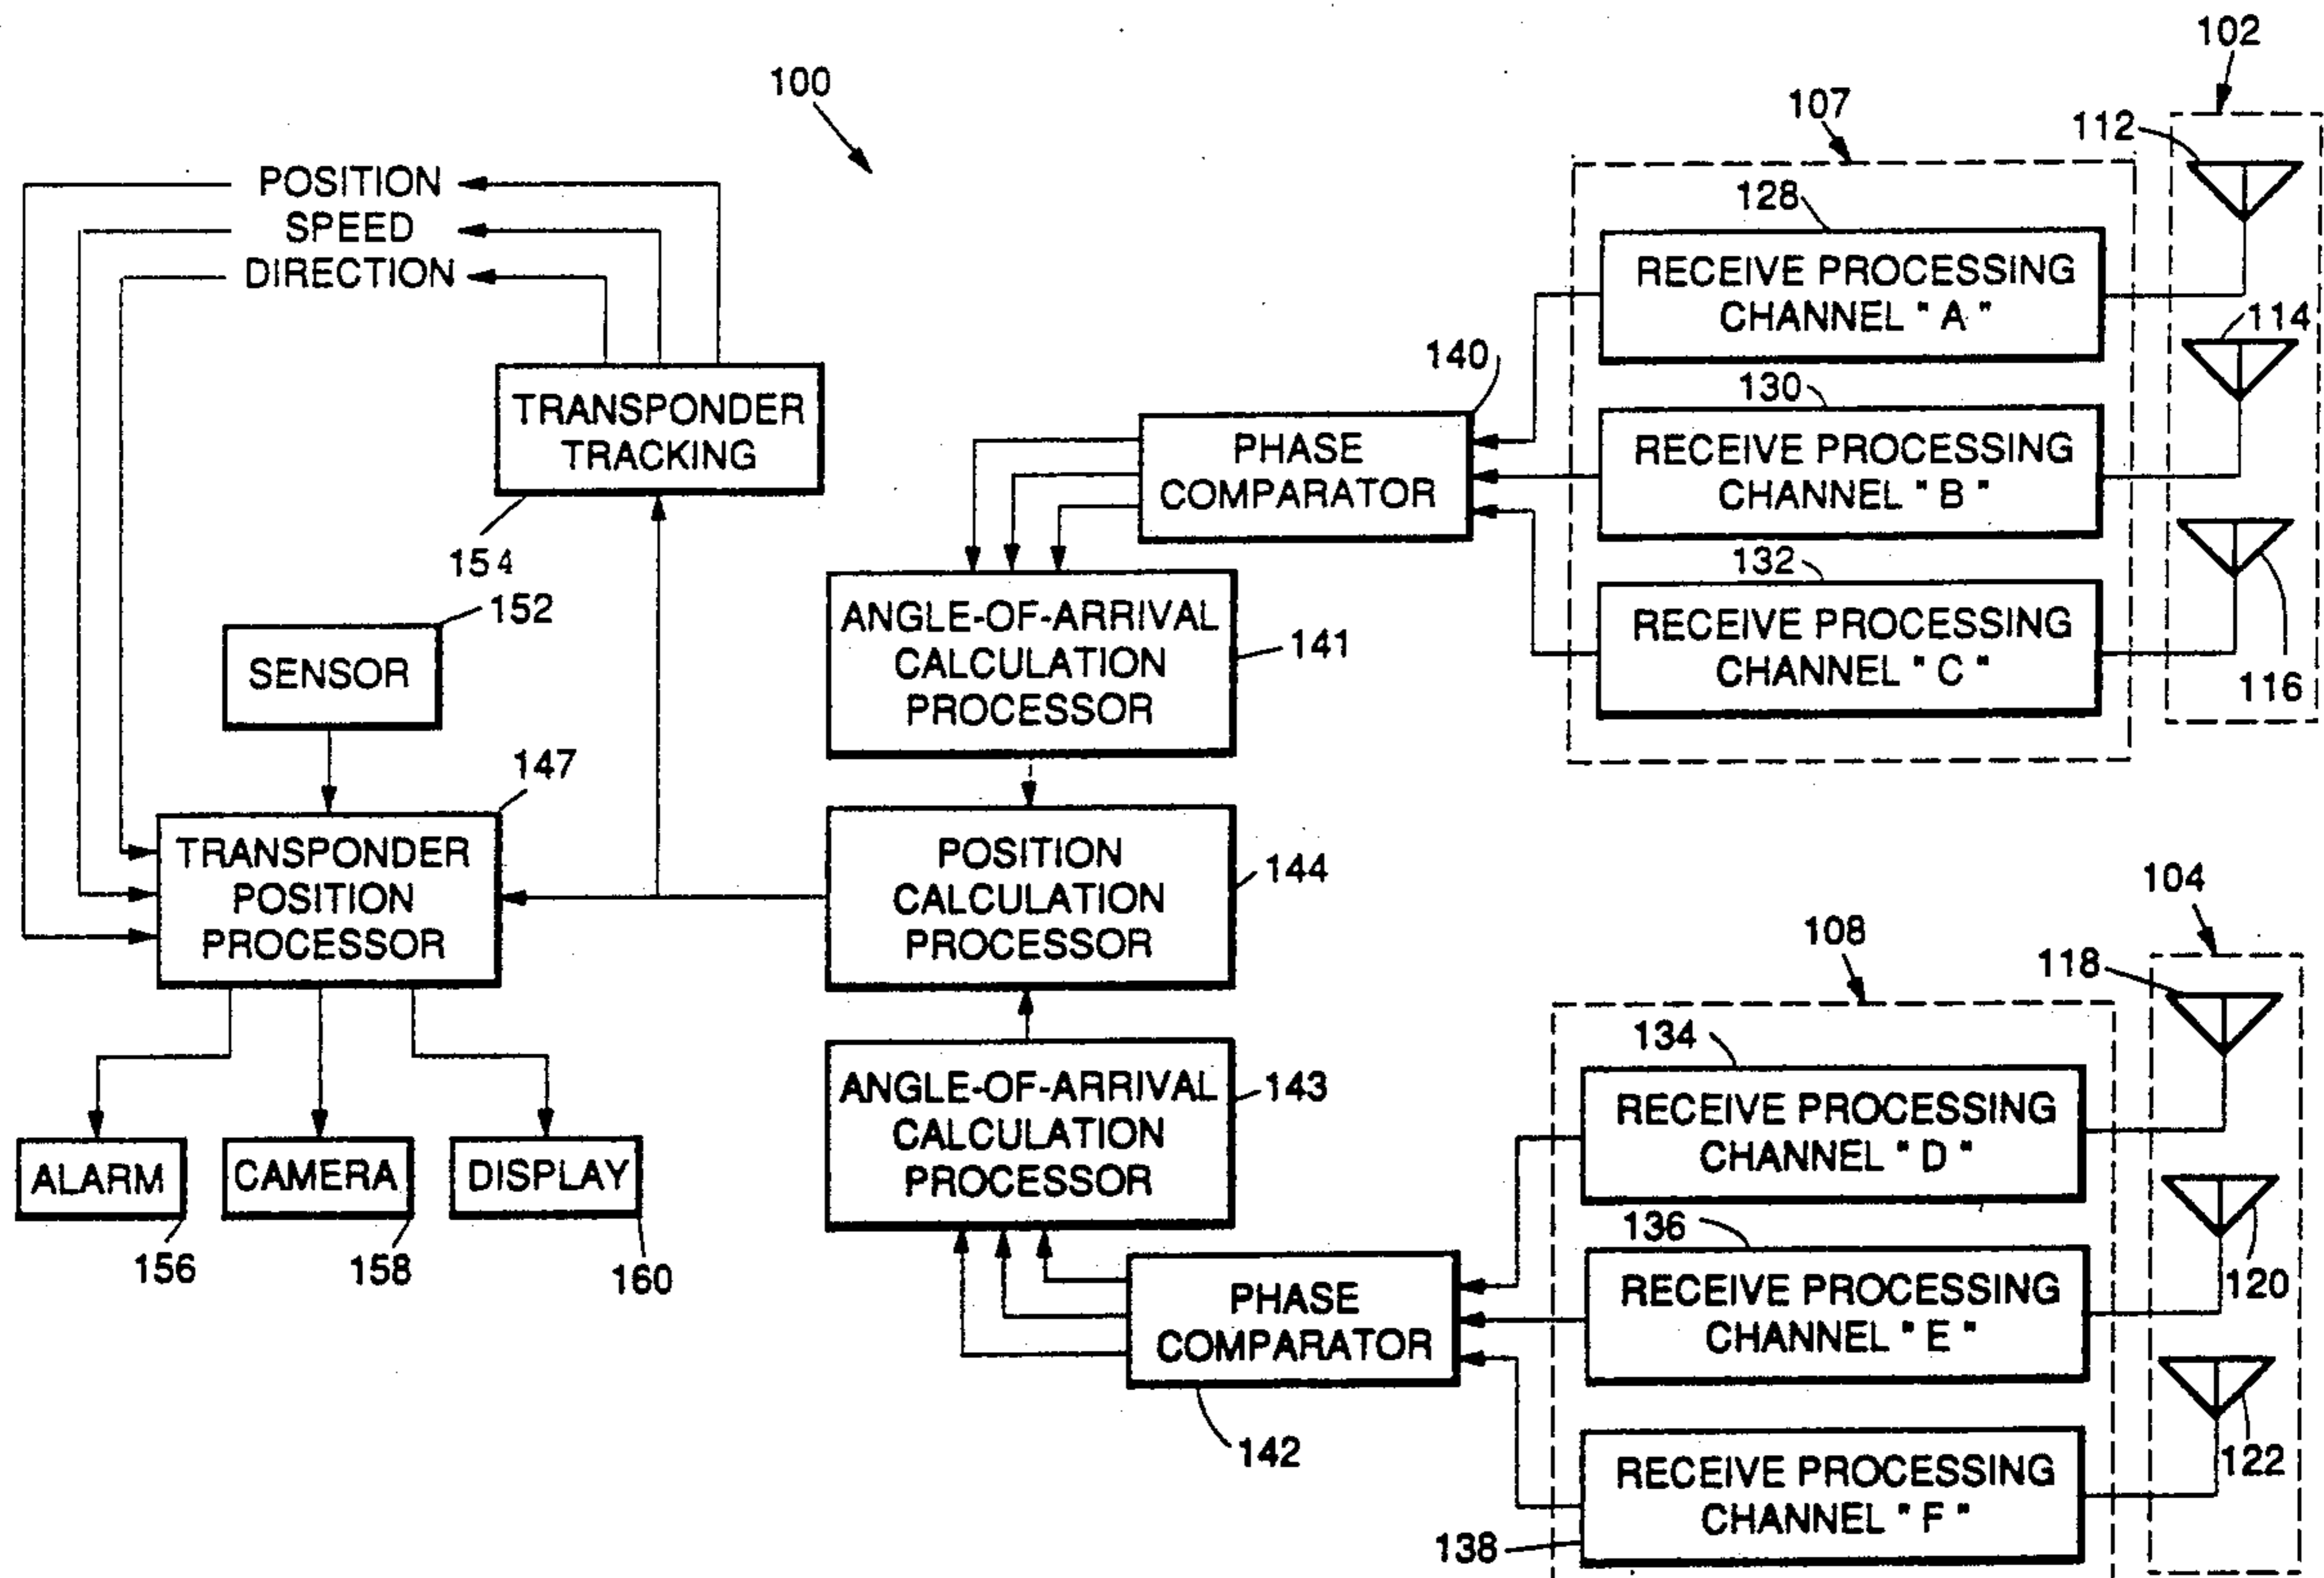 100
102
107
112
POSITION
SPEED
DIRECTION
128
RECEIVE PROCESSING
CHANNEL "A"
114
140
130
TRANSPONDER
TRACKING
PHASE
COMPARATOR
RECEIVE PROCESSING
CHANNEL "B"
154
132
152
ANGLE-OF-ARRIVAL
CALCULATION
PROCESSOR
141
RECEIVE PROCESSING
CHANNEL "C"
116
SENSOR
147
TRANSPONDER
POSITION
PROCESSOR
POSITION
CALCULATION
PROCESSOR
144
104
108
118
134
ANGLE-OF-ARRIVAL
CALCULATION
PROCESSOR
143
RECEIVE PROCESSING
CHANNEL "D"
ALARM
CAMERA
DISPLAY
136
156
158
160
120
PHASE
COMPARATOR
RECEIVE PROCESSING
CHANNEL "E"
142
122
RECEIVE PROCESSING
CHANNEL "F"
138